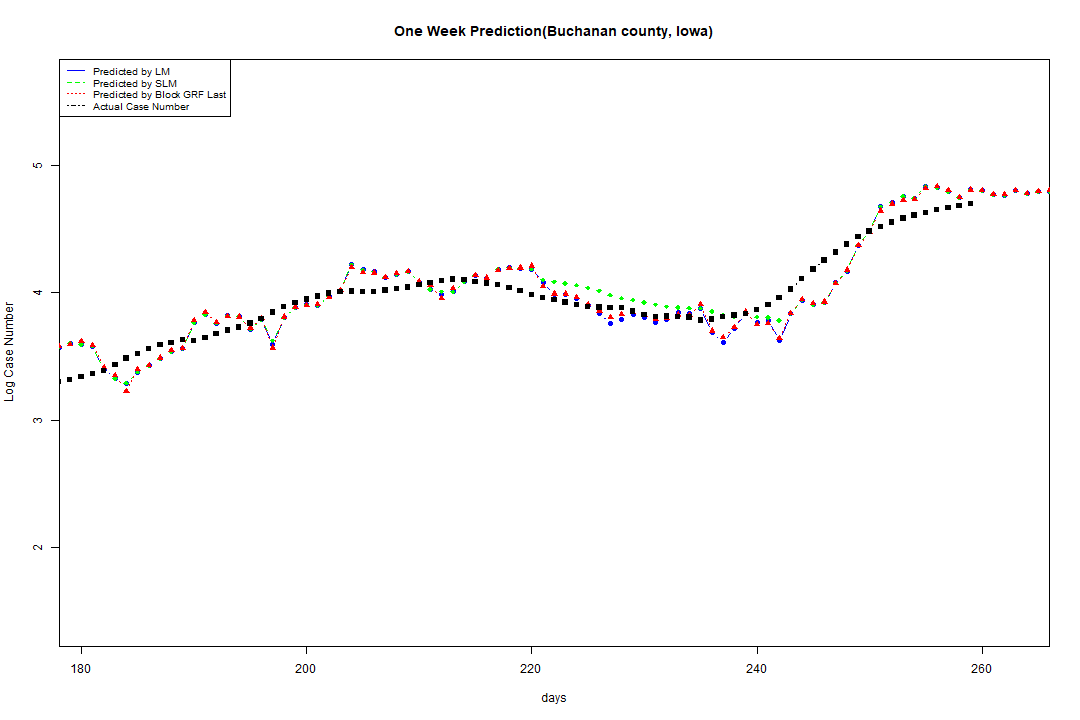 One Week Prediction(Buchanan county, Iowa)
Predicted by LM
Predicted by SLM
Predicted by Block GRF Last
Actual Case Number
5
4
3
2
Log Case Number
180 200 220 240 260
days